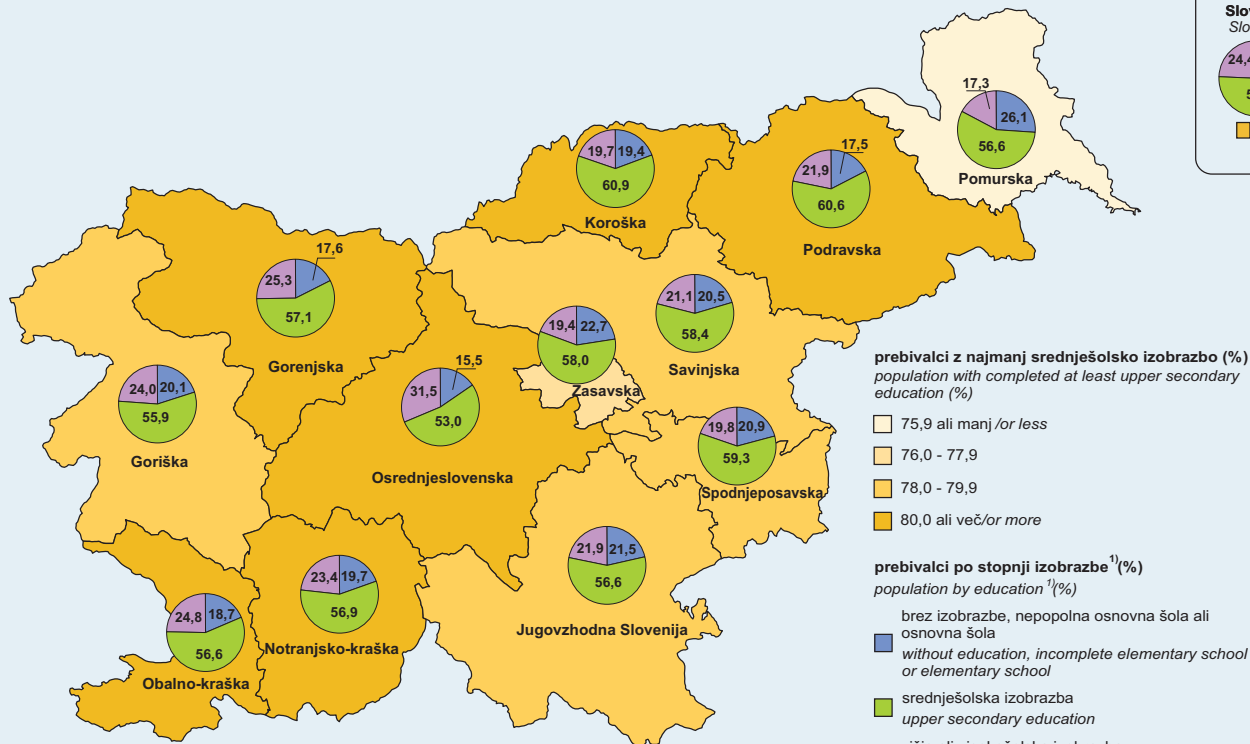 17,3
26,1
56,6
Pomurska
17,5
21,9
60,6
Podravska
19,7 19,4
60,9
Koroška
17,6
25,3
57,1
Gorenjska
21,1 20,5
58,4
Savinjska
19,4 22,7
58,0
Zasavska
15,5
31,5
53,0
Osrednjeslovenska
24,0 20,1
55,9
Goriška
19,8 20,9
59,3
Spodnjeposavska
21,9 21,5
56,6
Jugovzhodna Slovenija
23,4 19,7
56,9
Notranjsko-kraška
24,8 18,7
56,6
Obalno-kraška
24,4
prebivalci z najmanj srednješolsko izobrazbo (%)
population with completed at least upper secondary
education (%)
75,9 ali manj /or less
76,0 - 77,9
78,0 - 79,9
80,0 ali več/or more
prebivalci po stopnji izobrazbe 1)(%)
population by education 1)(%)
brez izobrazbe, nepopolna osnovna šola ali
osnovna šola
without education, incomplete elementary school
or elementary school
srednješolska izobrazba
upper secondary education